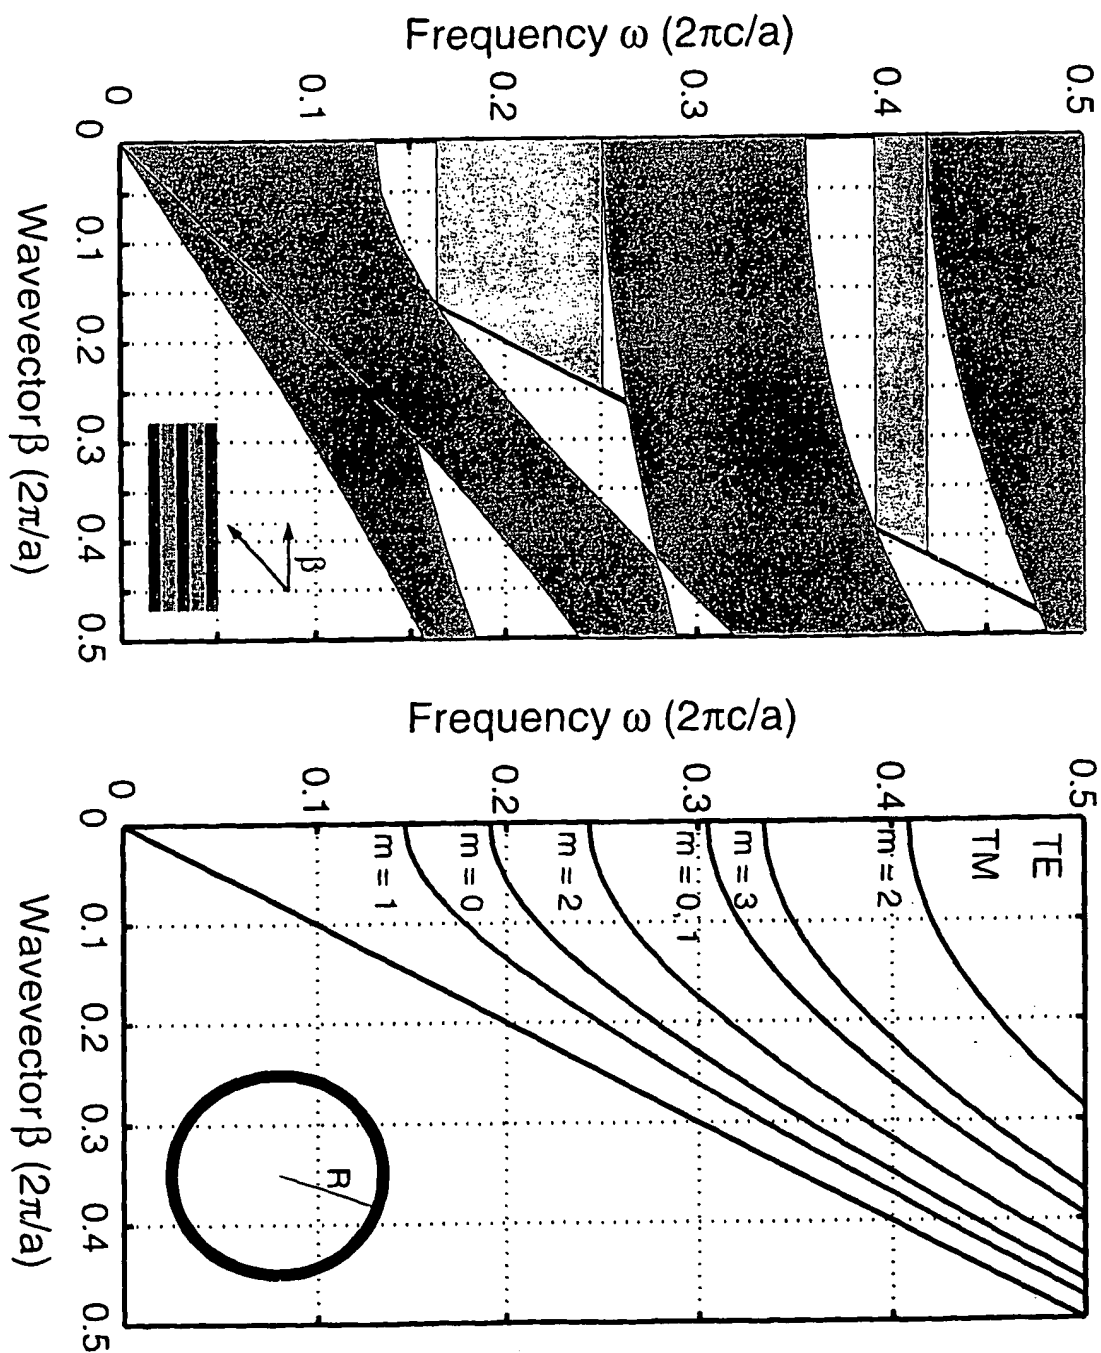 Frequency ω (2πc/a)
0.5
0.4
0.3
0.2
0.1
0
0
0.1
0.2
0.3
0.4
0.5
Wavevector β (2π/a)
β
Frequency ω (2πc/a)
0.5
0.4
0.3
0.2
0.1
0
0
0.1
0.2
0.3
0.4
0.5
Wavevector β (2π/a)
TE
TM
m = 2
m = 3
m = 0, 1
m = 2
m = 0
m = 1
R